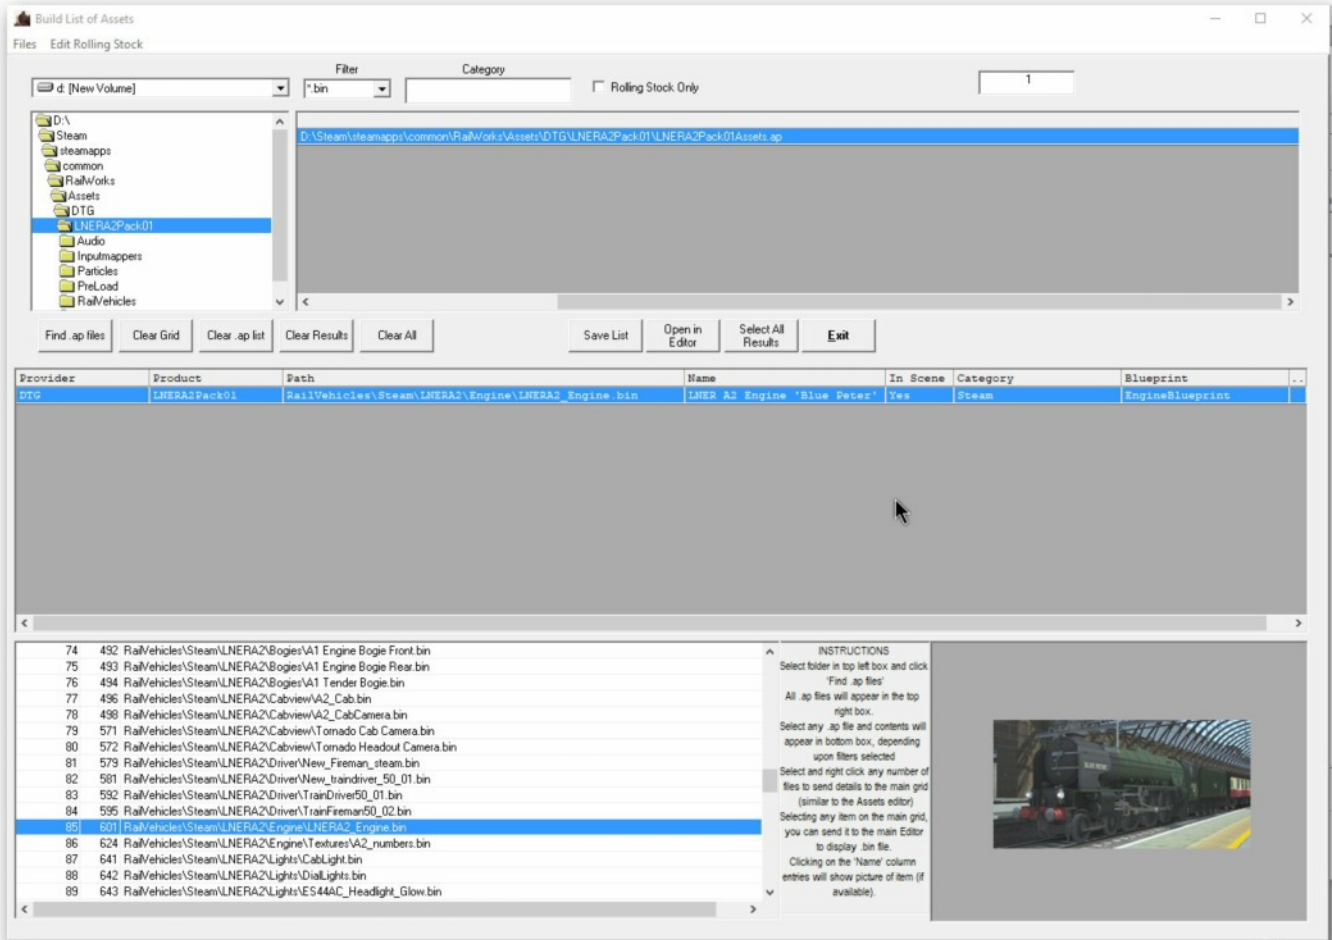 Build List of Assets
Files Edit Rolling Stock
Filter Category
d: [New Volume] *.bin Rolling Stock Only 1
D:\
Steam
steamapps
common
RailWorks
Assets
DTG
LNERA2Pack01
Audio
Inputmappers
Particles
PreLoad
RailVehicles
D:\Steam\steamapps\common\RailWorks\Assets\DTG\LNERA2Pack01\LNERA2Pack01Assets.ap
Find .ap files Clear Grid Clear .ap list Clear Results Clear All Save List Open in Editor Select All Results Exit
Provider Product Path Name In Scene Category Blueprint ..
DTG LNERA2Pack01 RailVehicles\Steam\LNERA2\Engine\LNERA2_Engine.bin LNER A2 Engine 'Blue Peter' Yes Steam EngineBlueprint
74 492 RailVehicles\Steam\LNERA2\Bogies\A1 Engine Bogie Front.bin
75 493 RailVehicles\Steam\LNERA2\Bogies\A1 Engine Bogie Rear.bin
76 494 RailVehicles\Steam\LNERA2\Bogies\A1 Tender Bogie.bin
77 496 RailVehicles\Steam\LNERA2\Cabview\A2_Cab.bin
78 498 RailVehicles\Steam\LNERA2\Cabview\A2_CabCamera.bin
79 571 RailVehicles\Steam\LNERA2\Cabview\Tornado Cab Camera.bin
80 572 RailVehicles\Steam\LNERA2\Cabview\Tornado Headout Camera.bin
81 579 RailVehicles\Steam\LNERA2\Driver\New_Fireman_steam.bin
82 581 RailVehicles\Steam\LNERA2\Driver\New_traindriver_50_01.bin
83 592 RailVehicles\Steam\LNERA2\Driver\TrainDriver50_01.bin
84 595 RailVehicles\Steam\LNERA2\Driver\TrainFireman50_02.bin
85 601 RailVehicles\Steam\LNERA2\Engine\LNERA2_Engine.bin
86 624 RailVehicles\Steam\LNERA2\Engine\Textures\A2_numbers.bin
87 641 RailVehicles\Steam\LNERA2\Lights\CabLight.bin
88 642 RailVehicles\Steam\LNERA2\Lights\DialLights.bin
89 643 RailVehicles\Steam\LNERA2\Lights\ES44AC_Headlight_Glow.bin
INSTRUCTIONS
Select folder in top left box and click
'Find .ap files'
All .ap files will appear in the top
right box.
Select any .ap file and contents will
appear in bottom box, depending
upon filters selected
Select and right click any number of
files to send details to the main grid
(similar to the Assets editor)
Selecting any item on the main grid,
you can send it to the main Editor
to display .bin file.
Clicking on the 'Name' column
entries will show picture of item (if
available).
BLUE PETER